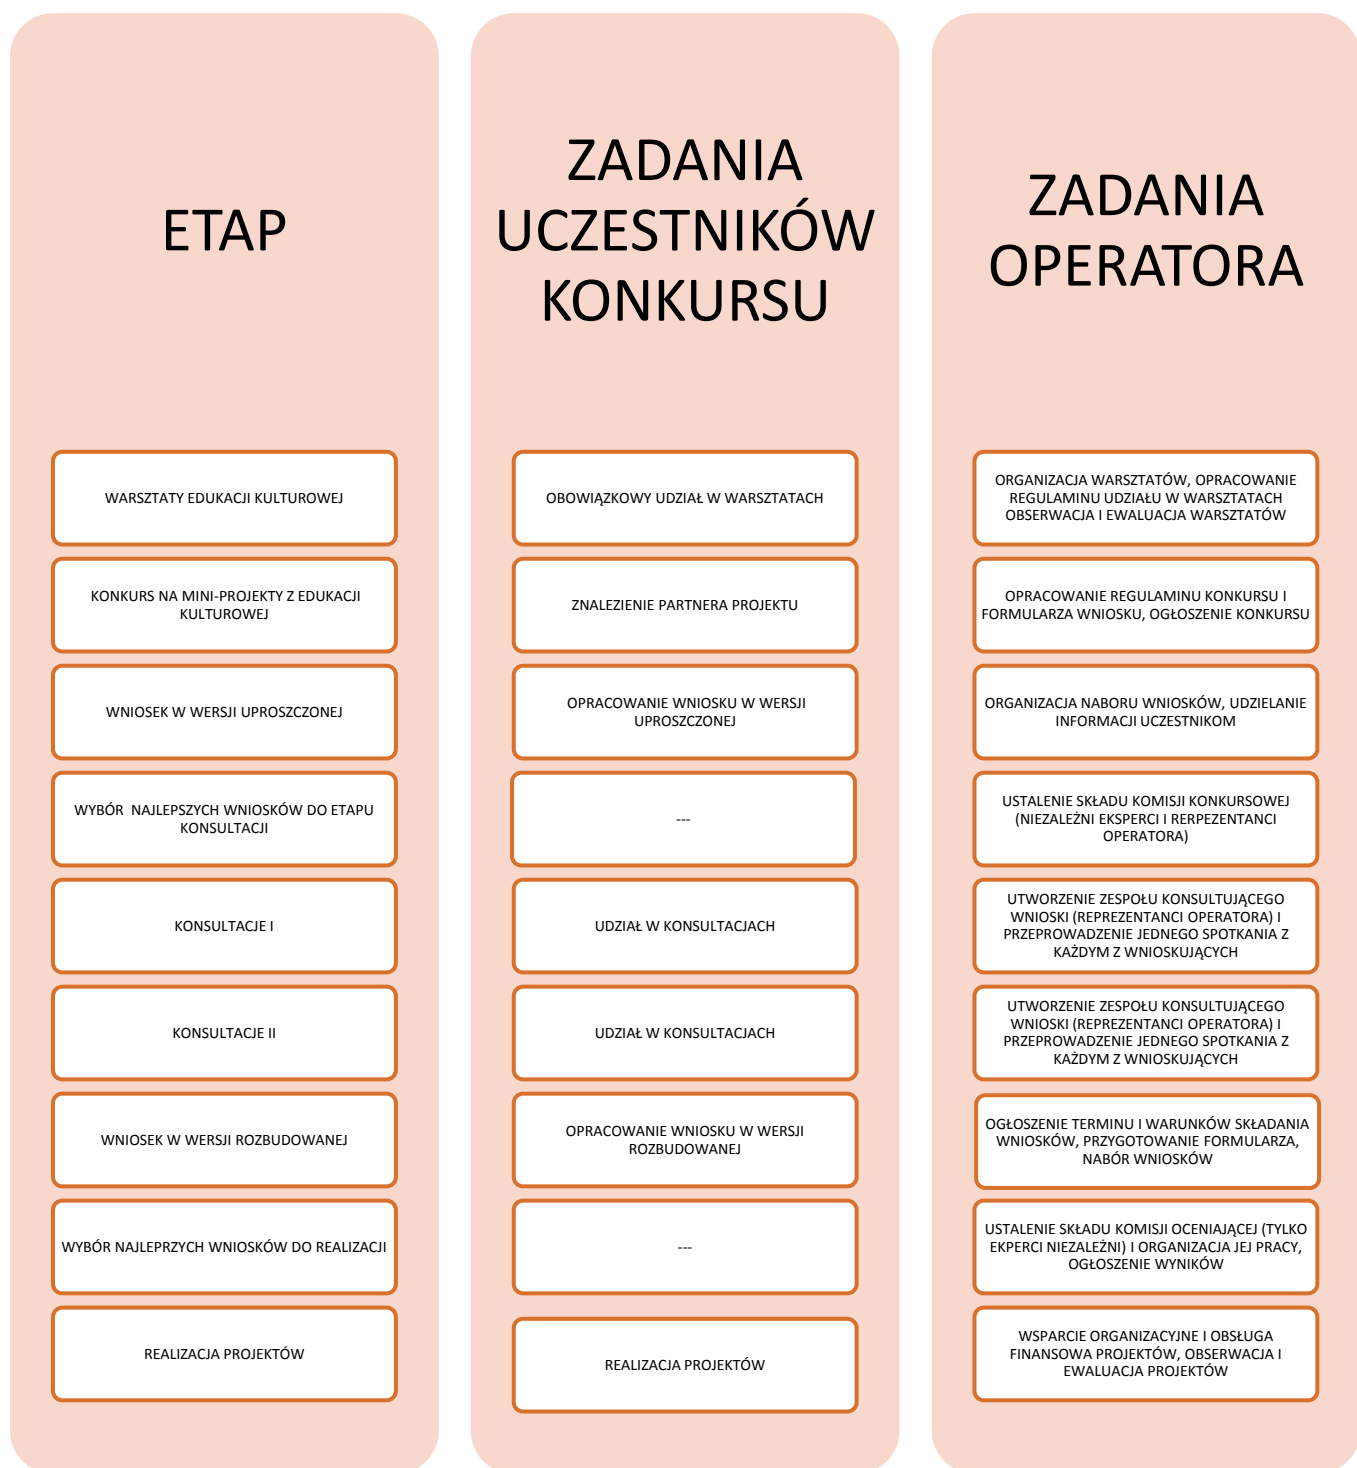 ETAP
WARSZTATY EDUKACJI KULTUROWEJ
KONKURS NA MINI-PROJEKTY Z EDUKACJI
KULTUROWEJ
WNIOSEK W WERSJI UPROSZCZONEJ
WYBÓR NAJLEPSZYCH WNIOSKÓW DO ETAPU
KONSULTACJI
KONSULTACJE I
KONSULTACJE II
WNIOSEK W WERSJI ROZBUDOWANEJ
WYBÓR NAJLEPRZYCH WNIOSKÓW DO REALIZACJI
REALIZACJA PROJEKTÓW
ZADANIA
UCZESTNIKÓW
KONKURSU
OBOWIĄZKOWY UDZIAŁ W WARSZTATACH
ZNALEZIENIE PARTNERA PROJEKTU
OPRACOWANIE WNIOSKU W WERSJI
UPROSZCZONEJ
---
UDZIAŁ W KONSULTACJACH
UDZIAŁ W KONSULTACJACH
OPRACOWANIE WNIOSKU W WERSJI
ROZBUDOWANEJ
---
REALIZACJA PROJEKTÓW
ZADANIA
OPERATORA
ORGANIZACJA WARSZTATÓW, OPRACOWANIE
REGULAMINU UDZIAŁU W WARSZTATACH
OBSERWACJA I EWALUACJA WARSZTATÓW
OPRACOWANIE REGULAMINU KONKURSU I
FORMULARZA WNIOSKU, OGŁOSZENIE KONKURSU
ORGANIZACJA NABORU WNIOSKÓW, UDZIELANIE
INFORMACJI UCZESTNIKOM
USTALENIE SKŁADU KOMISJI KONKURSOWEJ
(NIEZALEŻNI EKSPERCI I RERPEZENTANCI
OPERATORA)
UTWORZENIE ZESPOŁU KONSULTUJĄCEGO
WNIOSKI (REPREZENTANCI OPERATORA) I
PRZEPROWADZENIE JEDNEGO SPOTKANIA Z
KAŻDYM Z WNIOSKUJĄCYCH
UTWORZENIE ZESPOŁU KONSULTUJĄCEGO
WNIOSKI (REPREZENTANCI OPERATORA) I
PRZEPROWADZENIE JEDNEGO SPOTKANIA Z
KAŻDYM Z WNIOSKUJĄCYCH
OGŁOSZENIE TERMINU I WARUNKÓW SKŁADANIA
WNIOSKÓW, PRZYGOTOWANIE FORMULARZA,
NABÓR WNIOSKÓW
USTALENIE SKŁADU KOMISJI OCENIAJĄCEJ (TYLKO
EKPERCI NIEZALEŻNI) I ORGANIZACJA JEJ PRACY,
OGŁOSZENIE WYNIKÓW
WSPARCIE ORGANIZACYJNE I OBSŁUGA
FINANSOWA PROJEKTÓW, OBSERWACJA I
EWALUACJA PROJEKTÓW